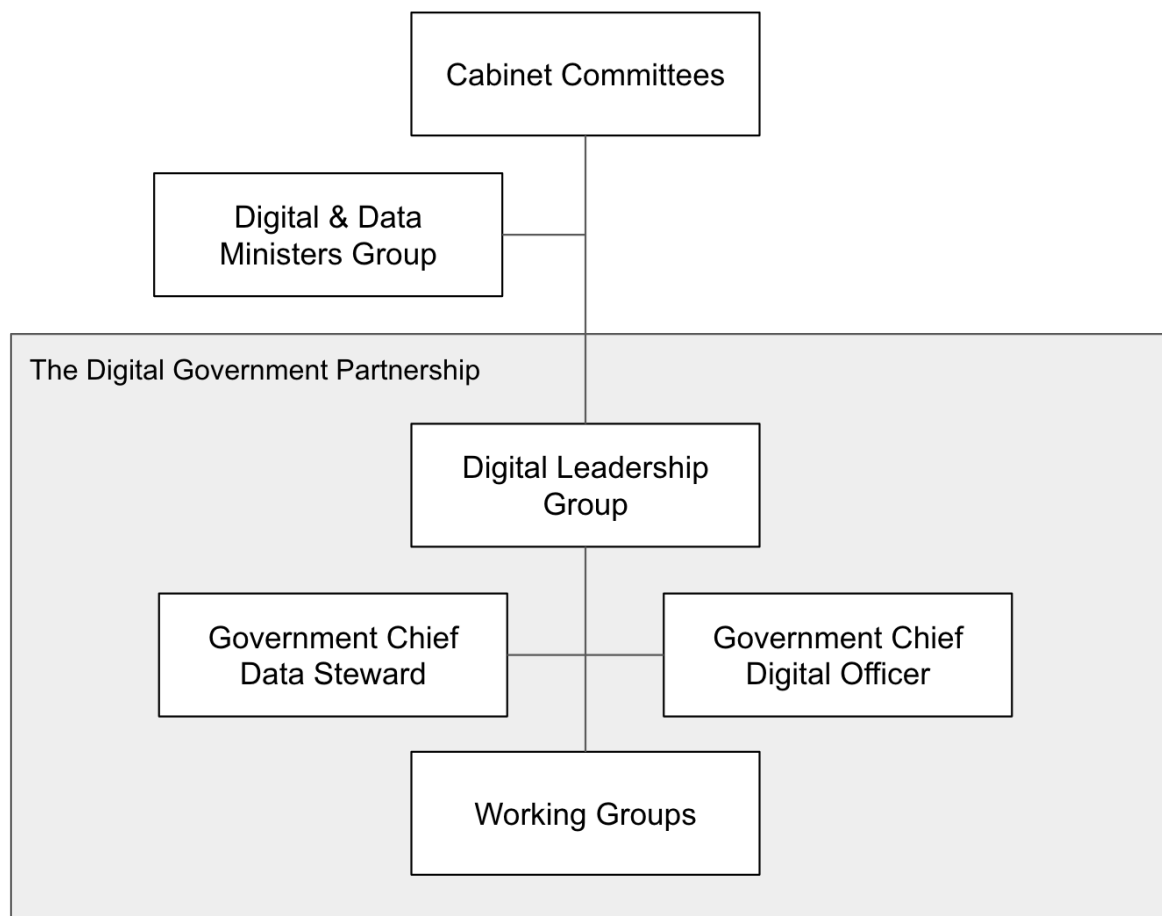 Cabinet Committees
Digital & Data
Ministers Group
The Digital Government Partnership
Digital Leadership
Group
Government Chief
Data Steward
Government Chief
Digital Officer
Working Groups